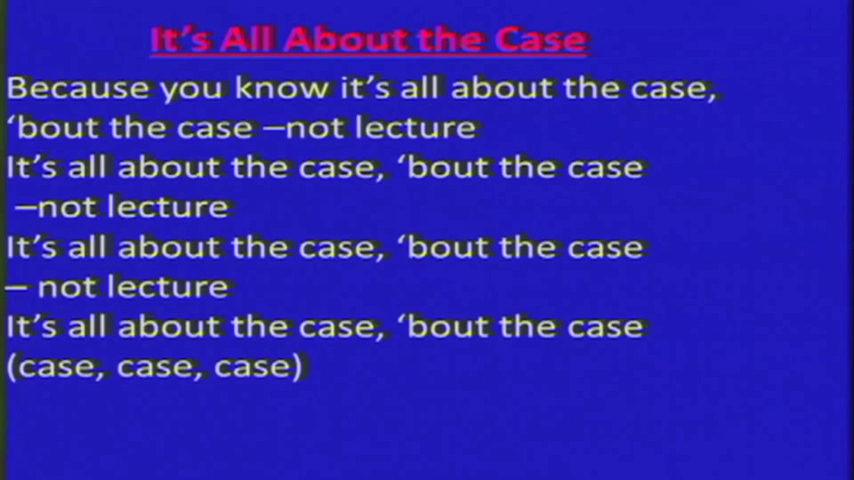 It’s All About the Case
Because you know it’s all about the case,
‘bout the case –not lecture
It’s all about the case, ‘bout the case
–not lecture
It’s all about the case, ‘bout the case
– not lecture
It’s all about the case, ‘bout the case
(case, case, case)